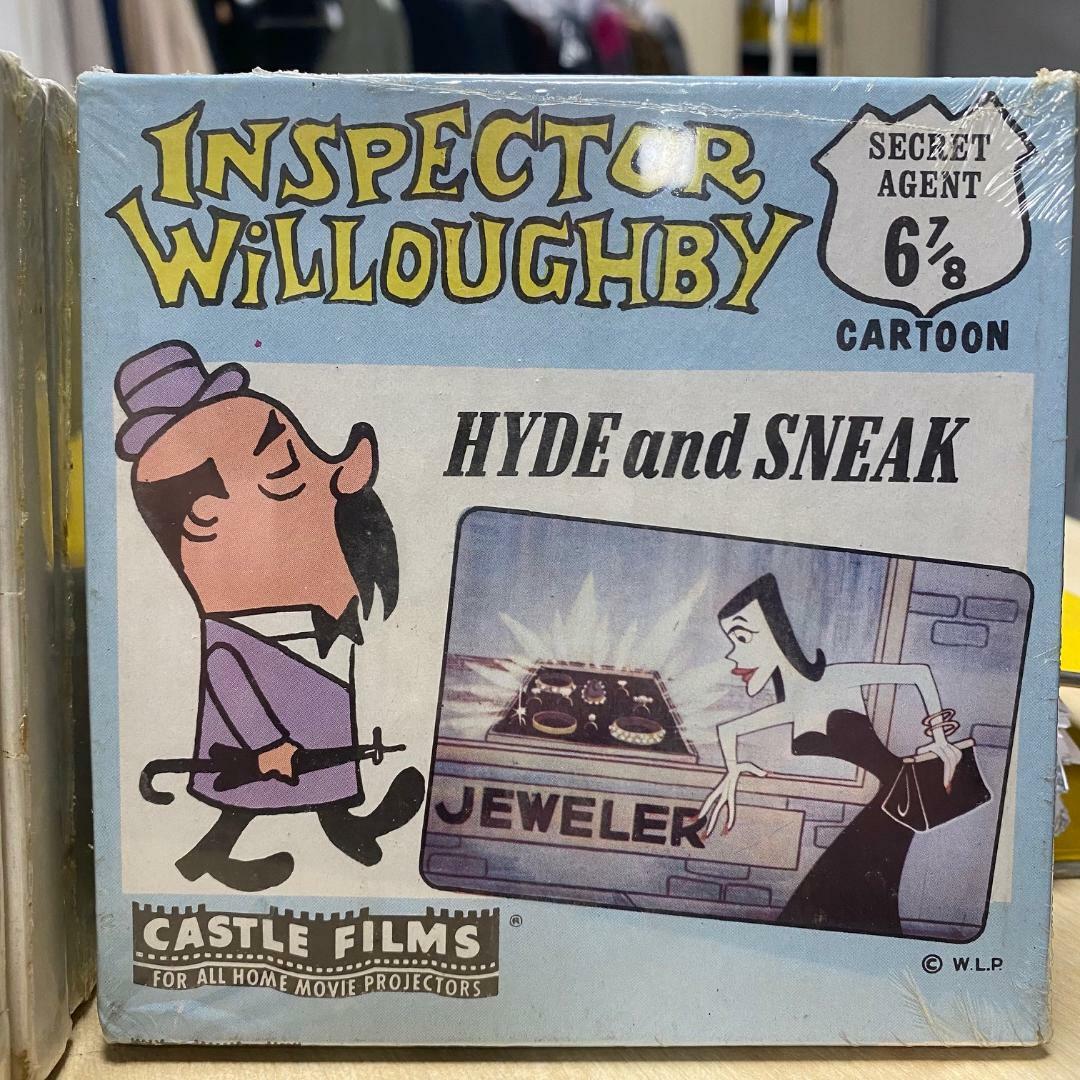 INSPECTOR
WiLLOUGHBY
SECRET
AGENT
6 7/8
CARTOON
HYDE and SNEAK
JEWELER
CASTLE FILMS ®
FOR ALL HOME MOVIE PROJECTORS
© W.L.P.